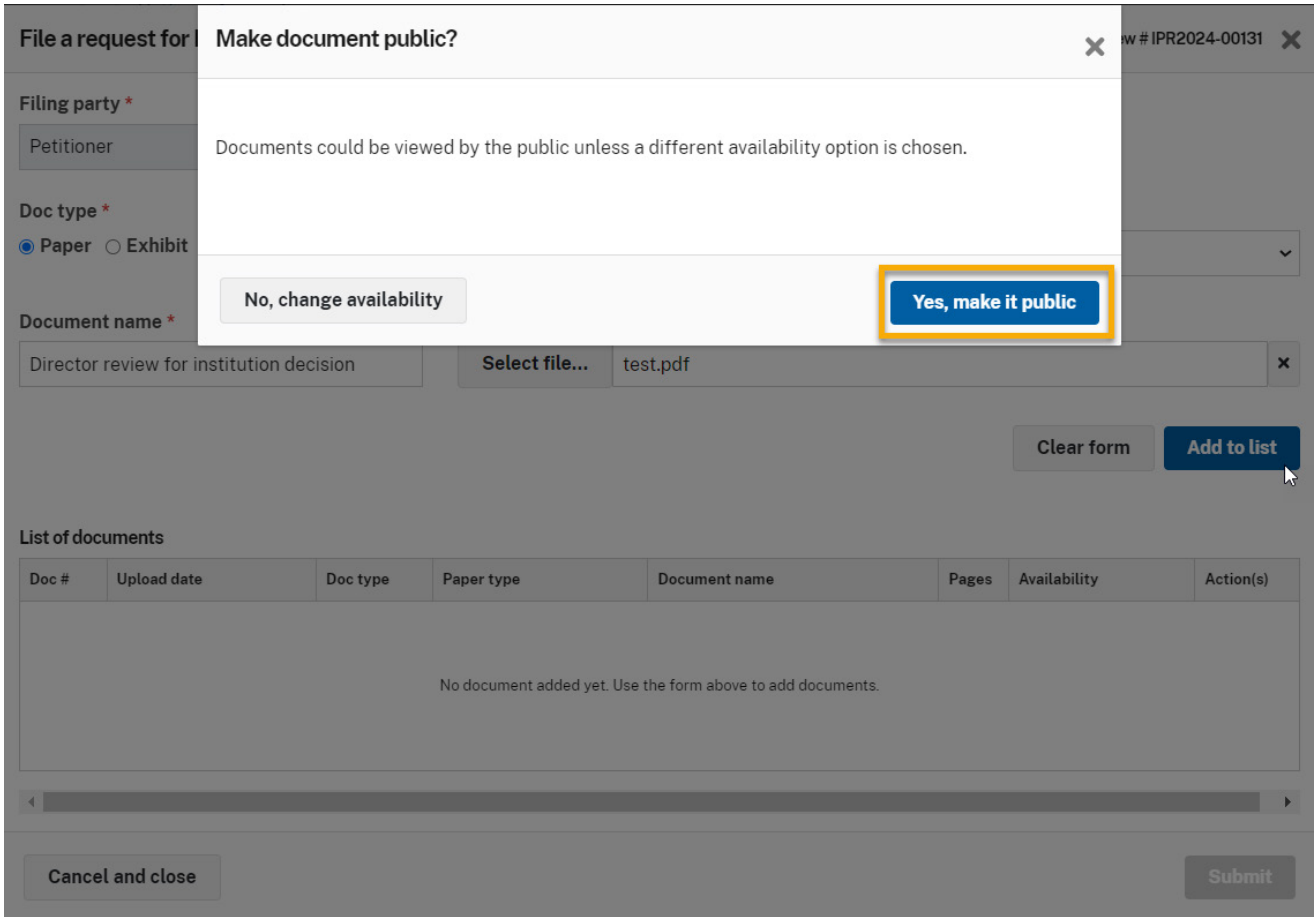 File a request for
Make document public?
# IPR2024-00131
Filing party *
Petitioner
Documents could be viewed by the public unless a different availability option is chosen.
Doc type *
Paper
Exhibit
No, change availability
Yes, make it public
Document name *
Director review for institution decision
Select file...
test.pdf
Clear form
Add to list
List of documents
Doc #
Upload date
Doc type
Paper type
Document name
Pages
Availability
Action(s)
No document added yet. Use the form above to add documents.
Cancel and close
Submit